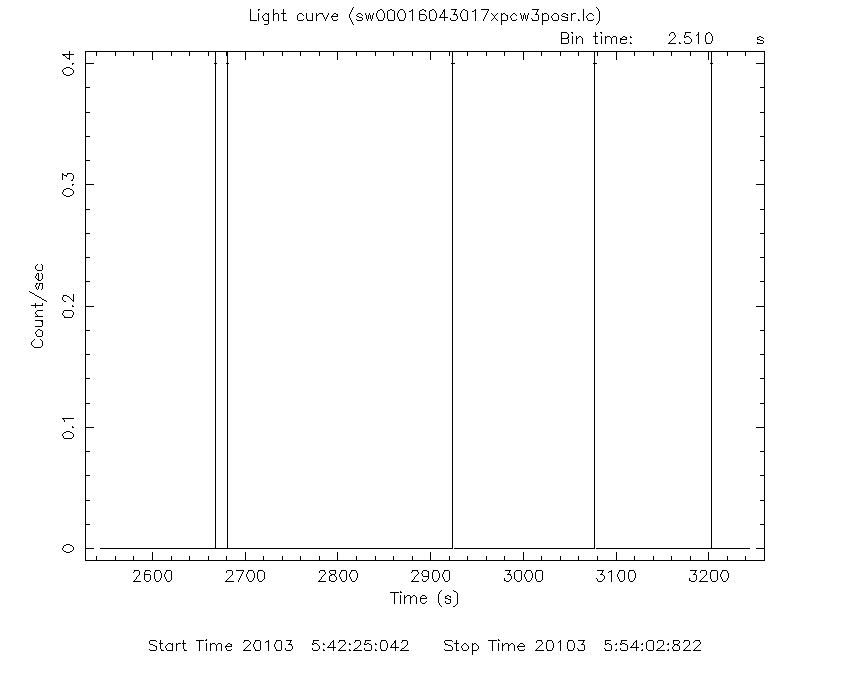 Light curve (sw00016043017xpcw3posr.lc)
Bin time: 2.510 s
0.4
0.3
0.2
0.1
0
Count/sec
2600 2700 2800 2900 3000 3100 3200
Time (s)
Start Time 20103 5:42:25:042 Stop Time 20103 5:54:02:822